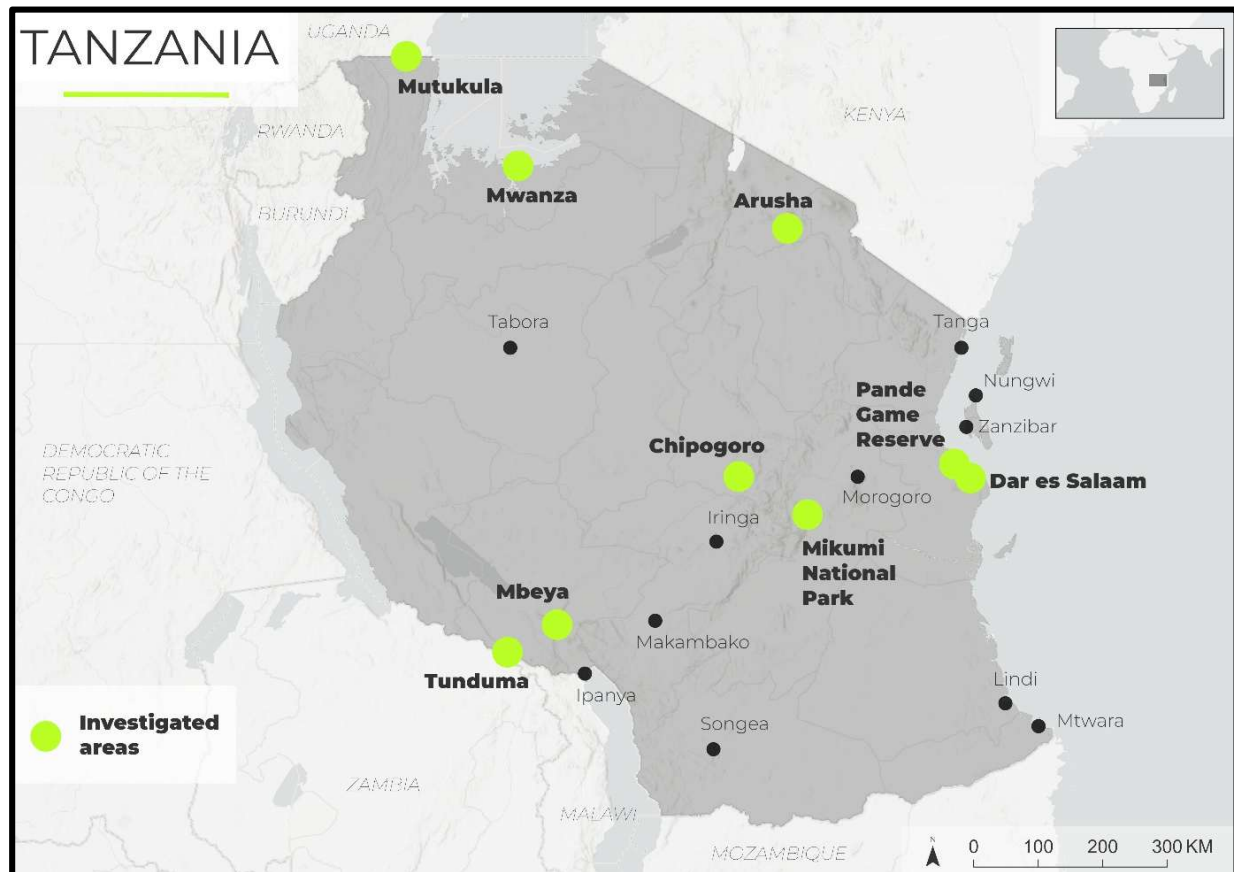 TANZANIA
UGANDA
Mutukula
KENYA
RWANDA
Mwanza
Arusha
BURUNDI
Tabora
Tanga
Nungwi
Pande
Game
Reserve
Zanzibar
DEMOCRATIC
REPUBLIC OF THE
CONGO
Chipogoro
Dar es Salaam
Morogoro
Iringa
Mikumi
National
Park
Mbeya
Makambako
Tunduma
Ipanya
Lindi
Mtwara
Songea
Investigated
areas
ZAMBIA
MALAWI
MOZAMBIQUE
N
0 100 200 300 KM